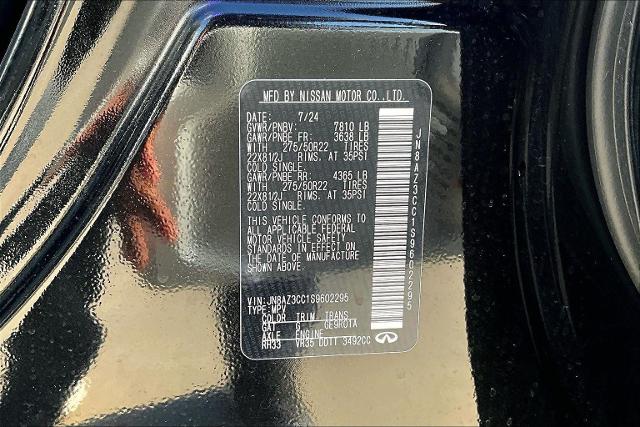 MFD BY NISSAN MOTOR CO.,LTD.
DATE: 7/24
GVWR/PNBV: 7810 LB
GAWR/PNBE FR: 3638 LB
WITH 275/50R22 TIRES
22X8 1/2J RIMS. AT 35PSI
COLD SINGLE.
GAWR/PNBE RR: 4365 LB
WITH 275/50R22 TIRES
22X8 1/2J RIMS. AT 35PSI
COLD SINGLE.
THIS VEHICLE CONFORMS TO
ALL APPLICABLE FEDERAL
MOTOR VEHICLE SAFETY
STANDARDS IN EFFECT ON
THE DATE OF MANUFACTURE
SHOWN ABOVE.
VIN: JN8AZ3CC1S9602295
TYPE: MPV
COLOR TRIM TRANS
GAT G CE9R01A
AXLE ENGINE
RH33 VR35 DDTT 3492CC
JN8AZ3CC1S9602295